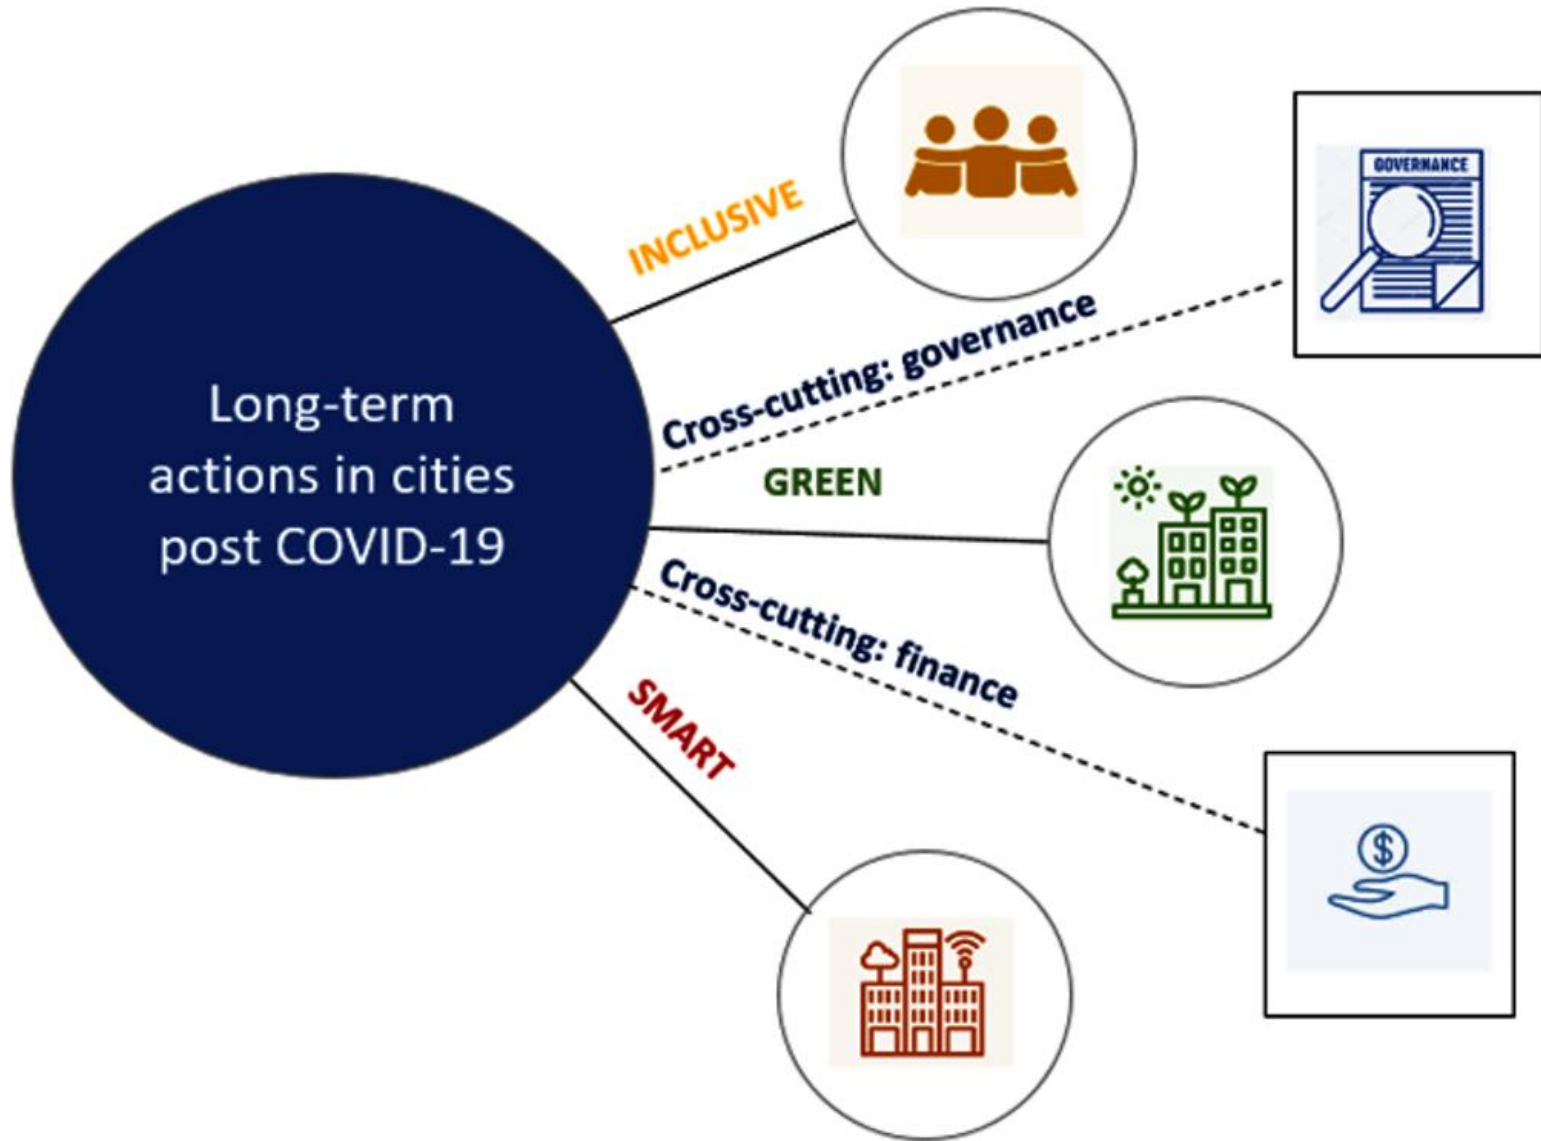 Long-term
actions in cities
post COVID-19
INCLUSIVE
Cross-cutting: governance
GOVERNANCE
GREEN
Cross-cutting: finance
$
SMART